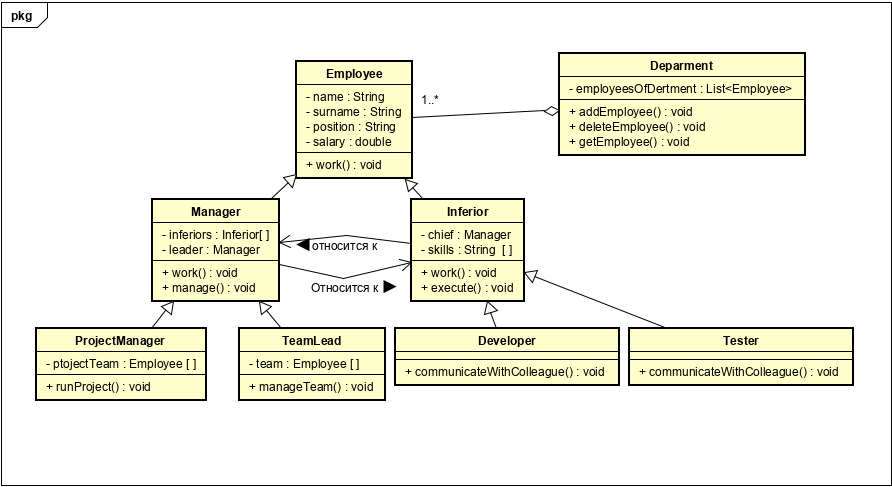 pkg
Employee
- name : String
- surname : String
- position : String
- salary : double
+ work() : void
1..*
Deparment
- employeesOfDertment : List<Employee>
+ addEmployee() : void
+ deleteEmployee() : void
+ getEmployee() : void
Manager
- inferiors : Inferior[ ]
- leader : Manager
+ work() : void
+ manage() : void
◀ относится к
Относится к ▶
Inferior
- chief : Manager
- skills : String [ ]
+ work() : void
+ execute() : void
ProjectManager
- ptojectTeam : Employee [ ]
+ runProject() : void
TeamLead
- team : Employee [ ]
+ manageTeam() : void
Developer
+ communicateWithColleague() : void
Tester
+ communicateWithColleague() : void